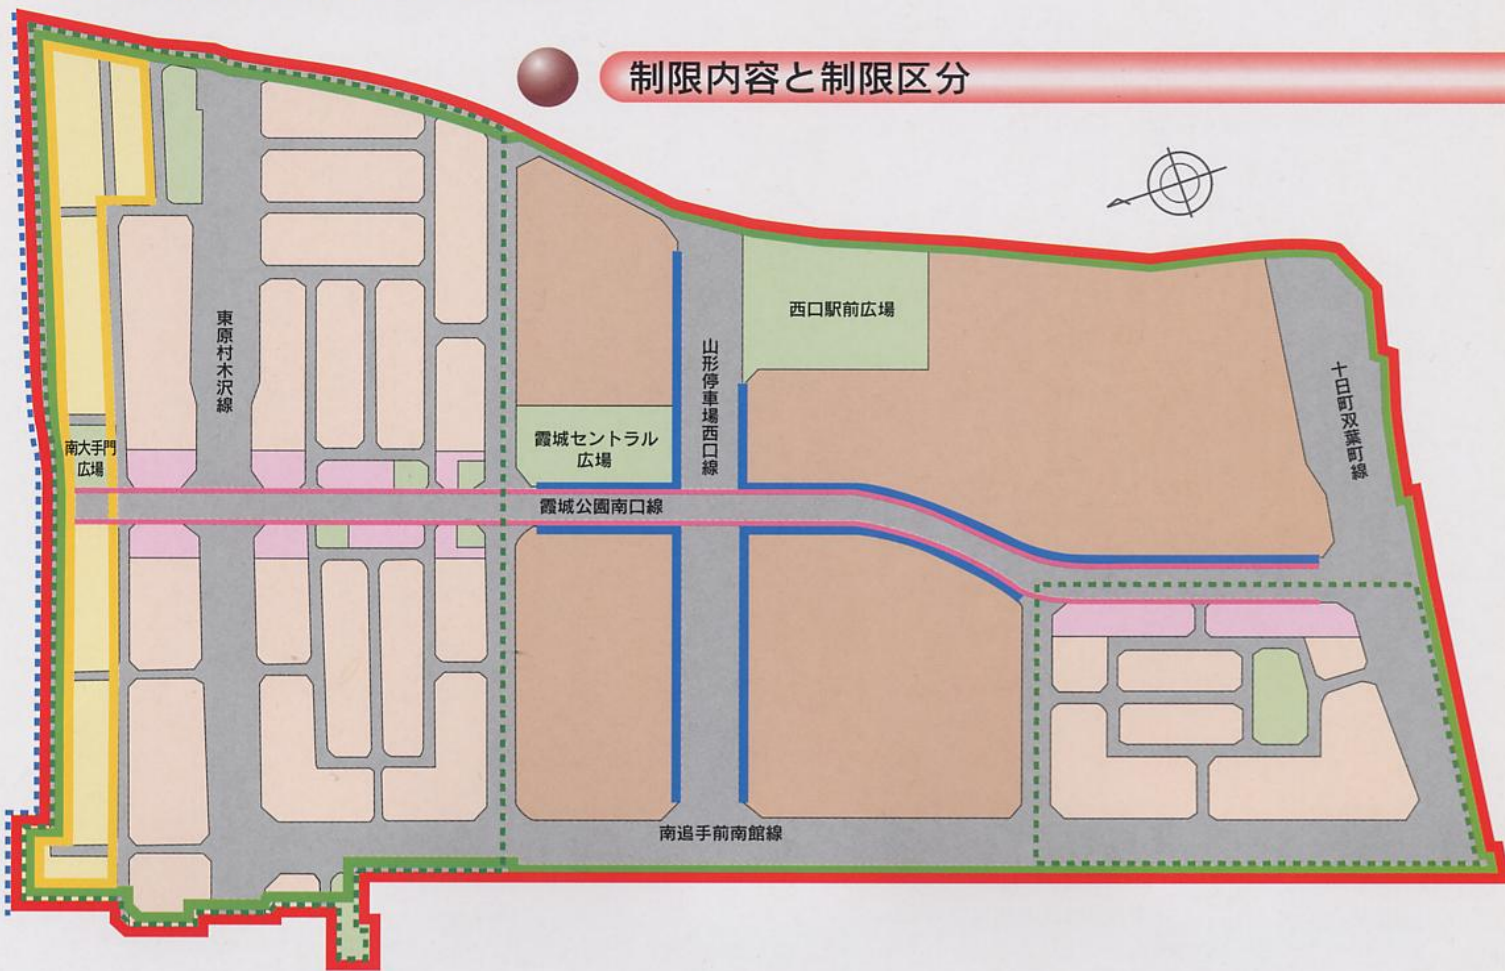 制限内容と制限区分
西口駅前広場
東原村木沢線
山形停車場西口線
十日町双葉町線
南大手門
広場
霞城セントラル
広場
霞城公園南口線
南追手前南館線